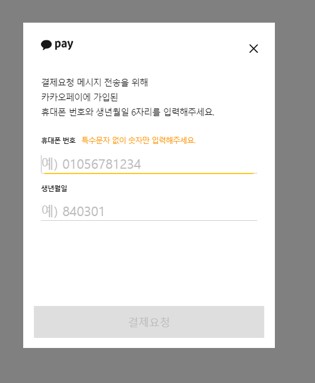 pay
결제요청 메시지 전송을 위해
카카오페이에 가입된
휴대폰 번호와 생년월일 6자리를 입력해주세요.
휴대폰 번호 특수문자 없이 숫자만 입력해주세요.
예) 01056781234
생년월일
예) 840301
결제요청